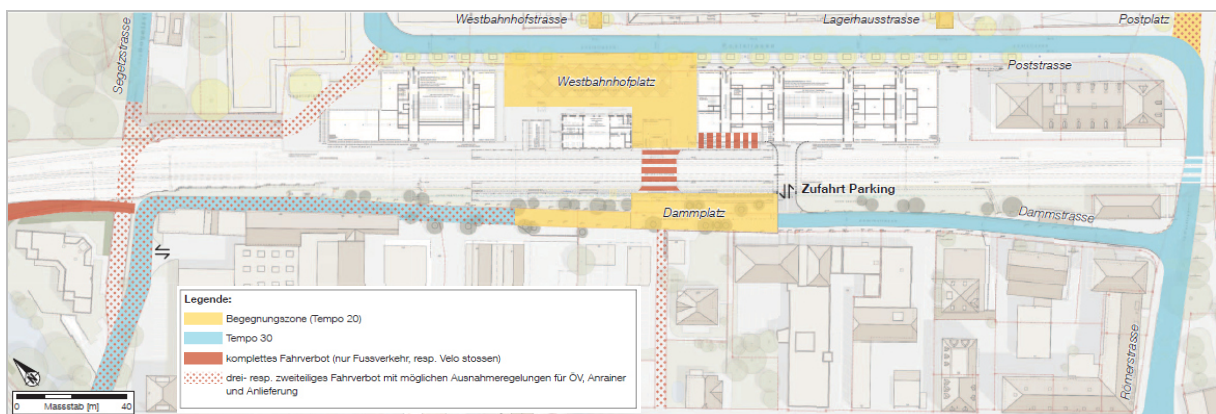 Westbahnhofstrasse
Lagerhausstrasse
Postplatz
Segetzstrasse
Poststrasse
Westbahnhofplatz
Zufahrt Parking
Dammplatz
Dammstrasse
Römerstrasse
Legende:
Begegnungszone (Tempo 20)
Tempo 30
komplettes Fahrverbot (nur Fussverkehr, resp. Velo stossen)
drei- resp. zweiteiliges Fahrverbot mit möglichen Ausnahmeregelungen für ÖV, Anrainer
und Anlieferung
0 Massstab [m] 40